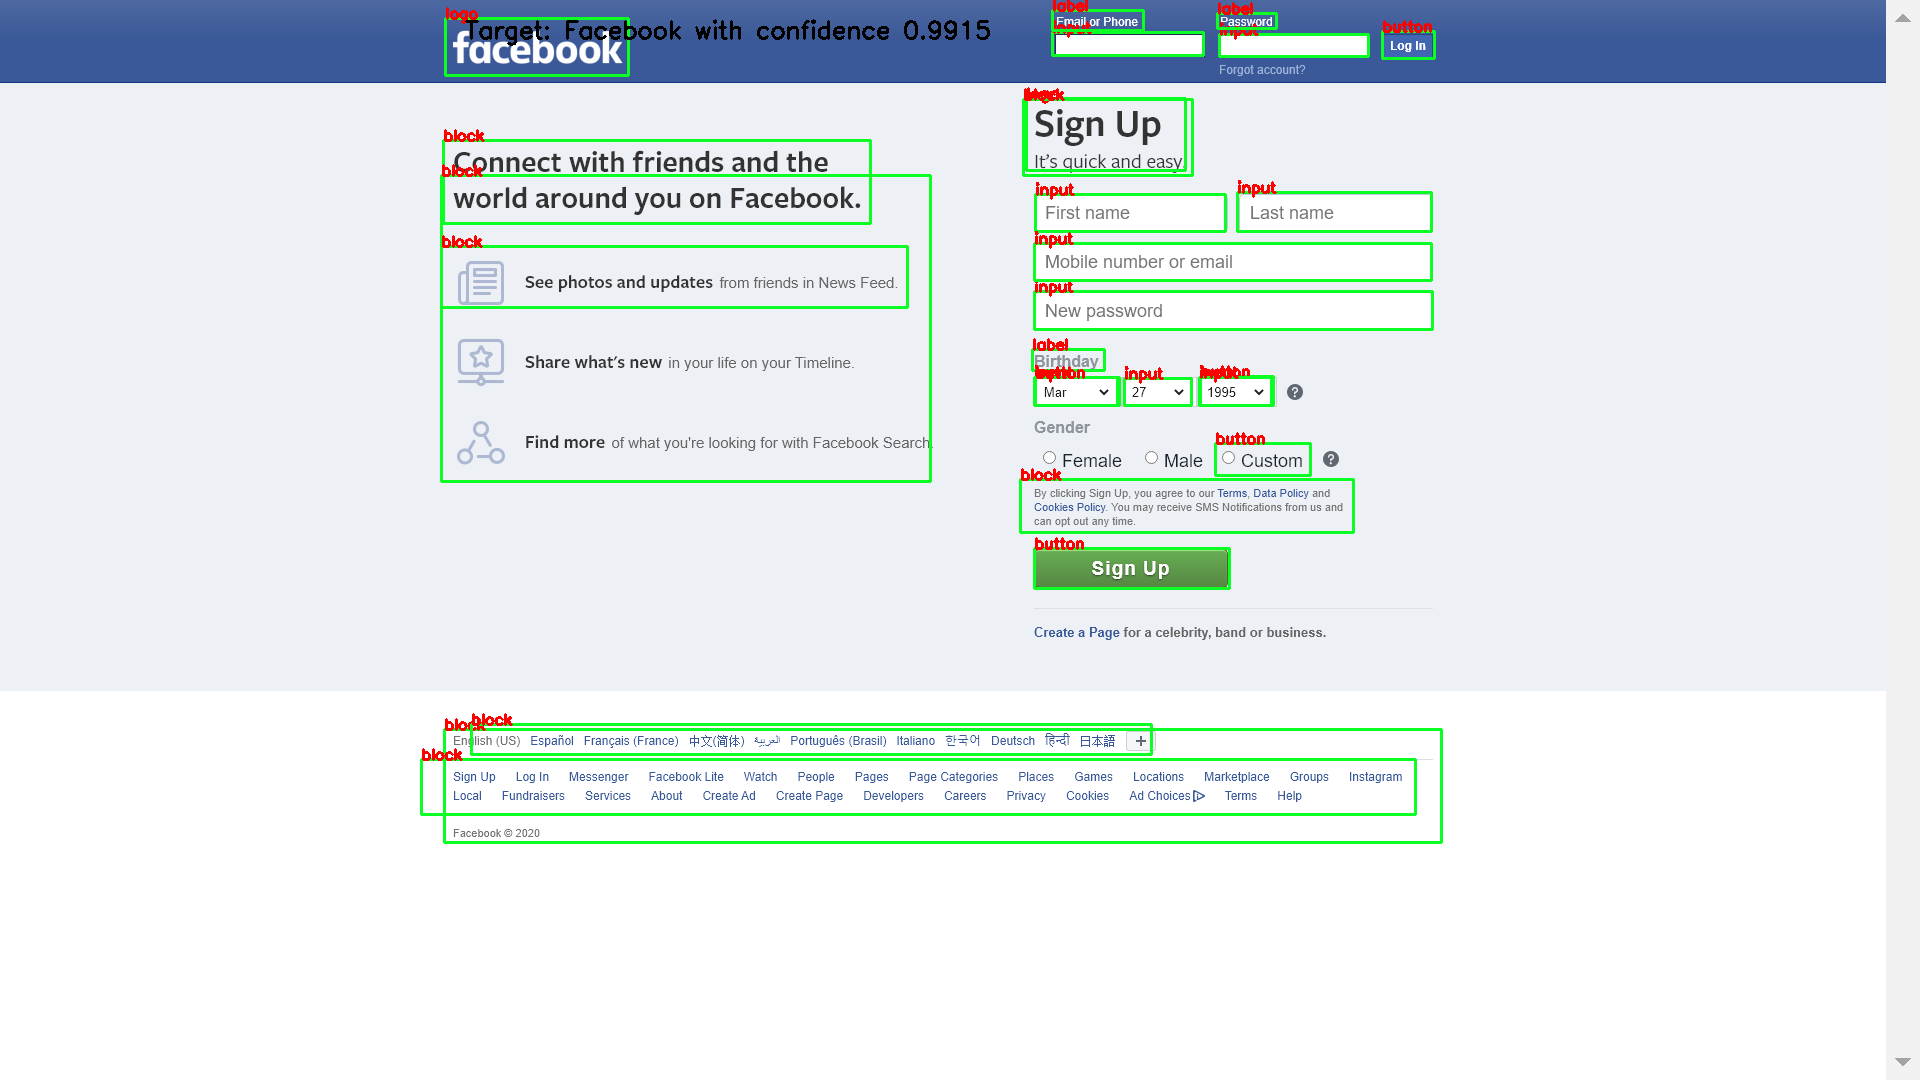 logo
Target: Facebook with confidence 0.9915
facebook
label
Email or Phone
input
label
Password
input
button
Log In
Forgot account?
block
Sign Up
It's quick and easy.
block
Connect with friends and the
block
world around you on Facebook.
input
First name
input
Last name
input
Mobile number or email
input
New password
block
See photos and updates from friends in News Feed.
Share what's new in your life on your Timeline.
Find more of what you're looking for with Facebook Search.
label
Birthday
button
Mar
input
27
button
1995
Gender
Female
Male
button
Custom
block
By clicking Sign Up, you agree to our Terms, Data Policy and
Cookies Policy. You may receive SMS Notifications from us and
can opt out any time.
button
Sign Up
Create a Page for a celebrity, band or business.
block
block
English (US) Español Français (France) 中文(简体) العربية Português (Brasil) Italiano 한국어 Deutsch हिन्दी 日本語
block
Sign Up Log In Messenger Facebook Lite Watch People Pages Page Categories Places Games Locations Marketplace Groups Instagram
Local Fundraisers Services About Create Ad Create Page Developers Careers Privacy Cookies Ad Choices Terms Help
Facebook © 2020